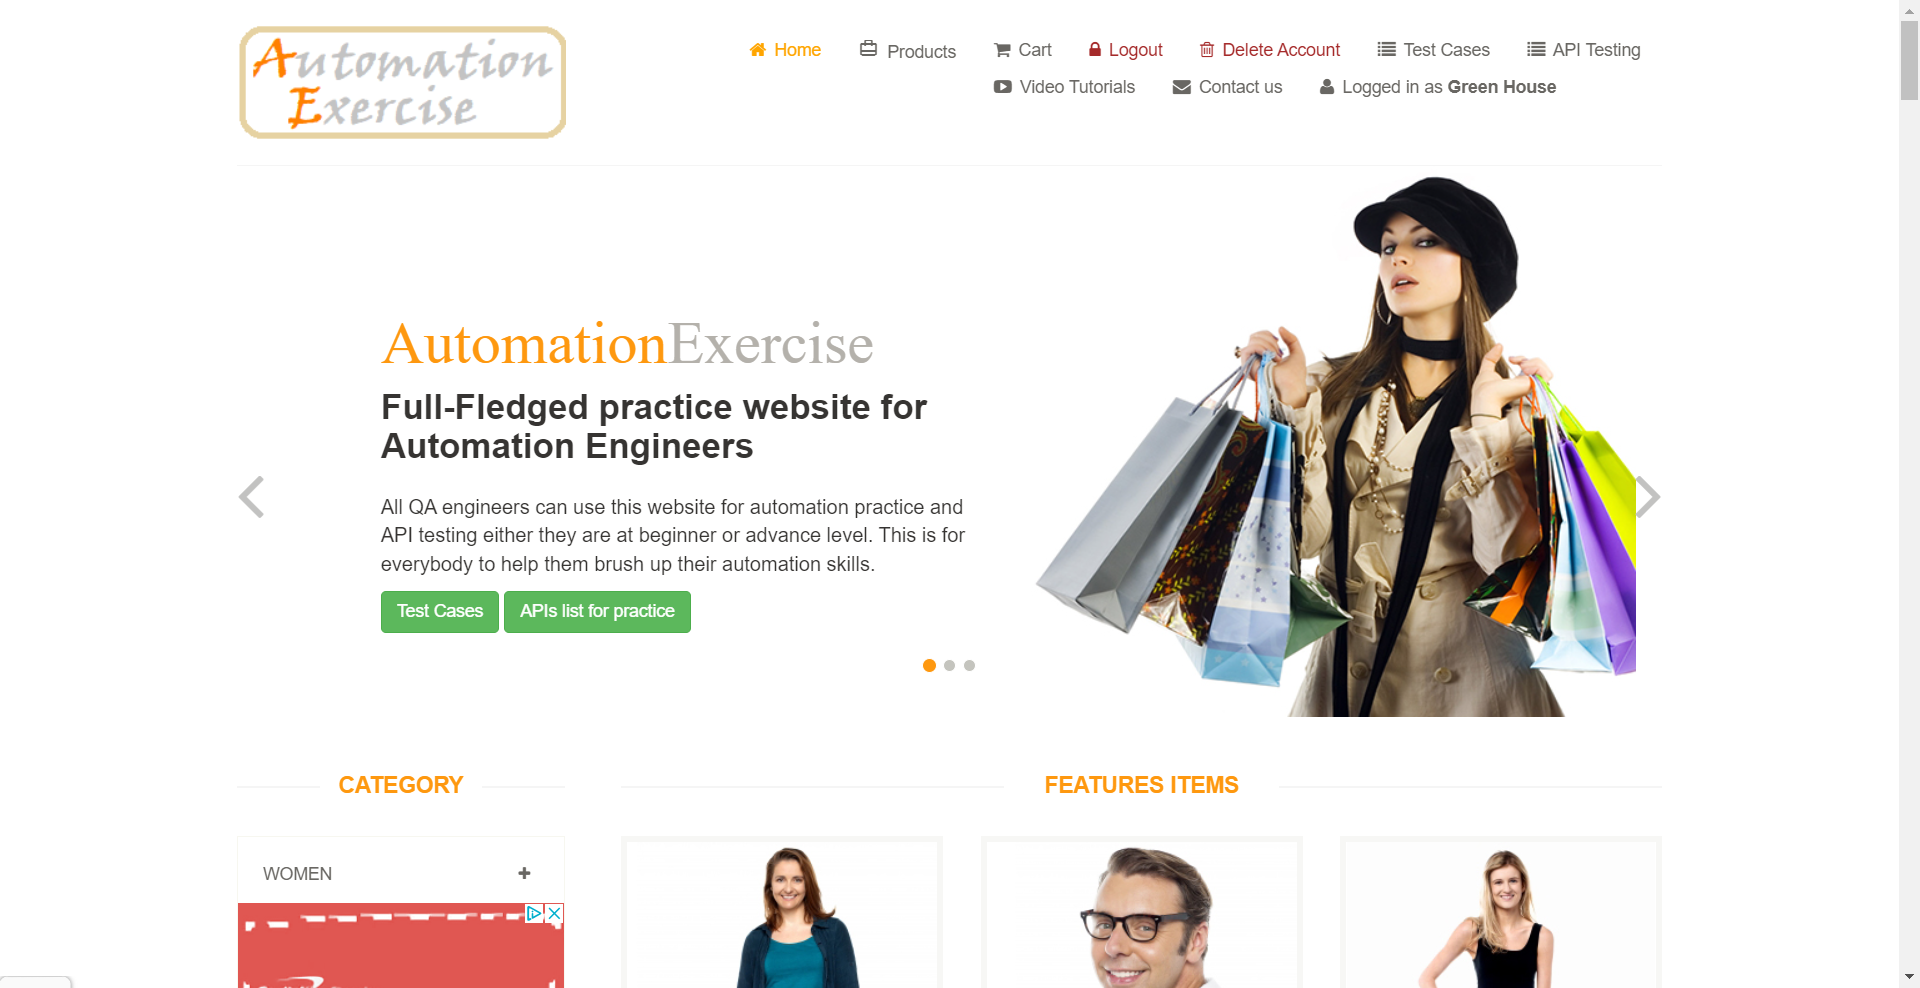 Automation
Exercise
Home Products Cart Logout Delete Account Test Cases API Testing
Video Tutorials Contact us Logged in as Green House
AutomationExercise
Full-Fledged practice website for
Automation Engineers
All QA engineers can use this website for automation practice and
API testing either they are at beginner or advance level. This is for
everybody to help them brush up their automation skills.
Test Cases APIs list for practice
CATEGORY
FEATURES ITEMS
WOMEN